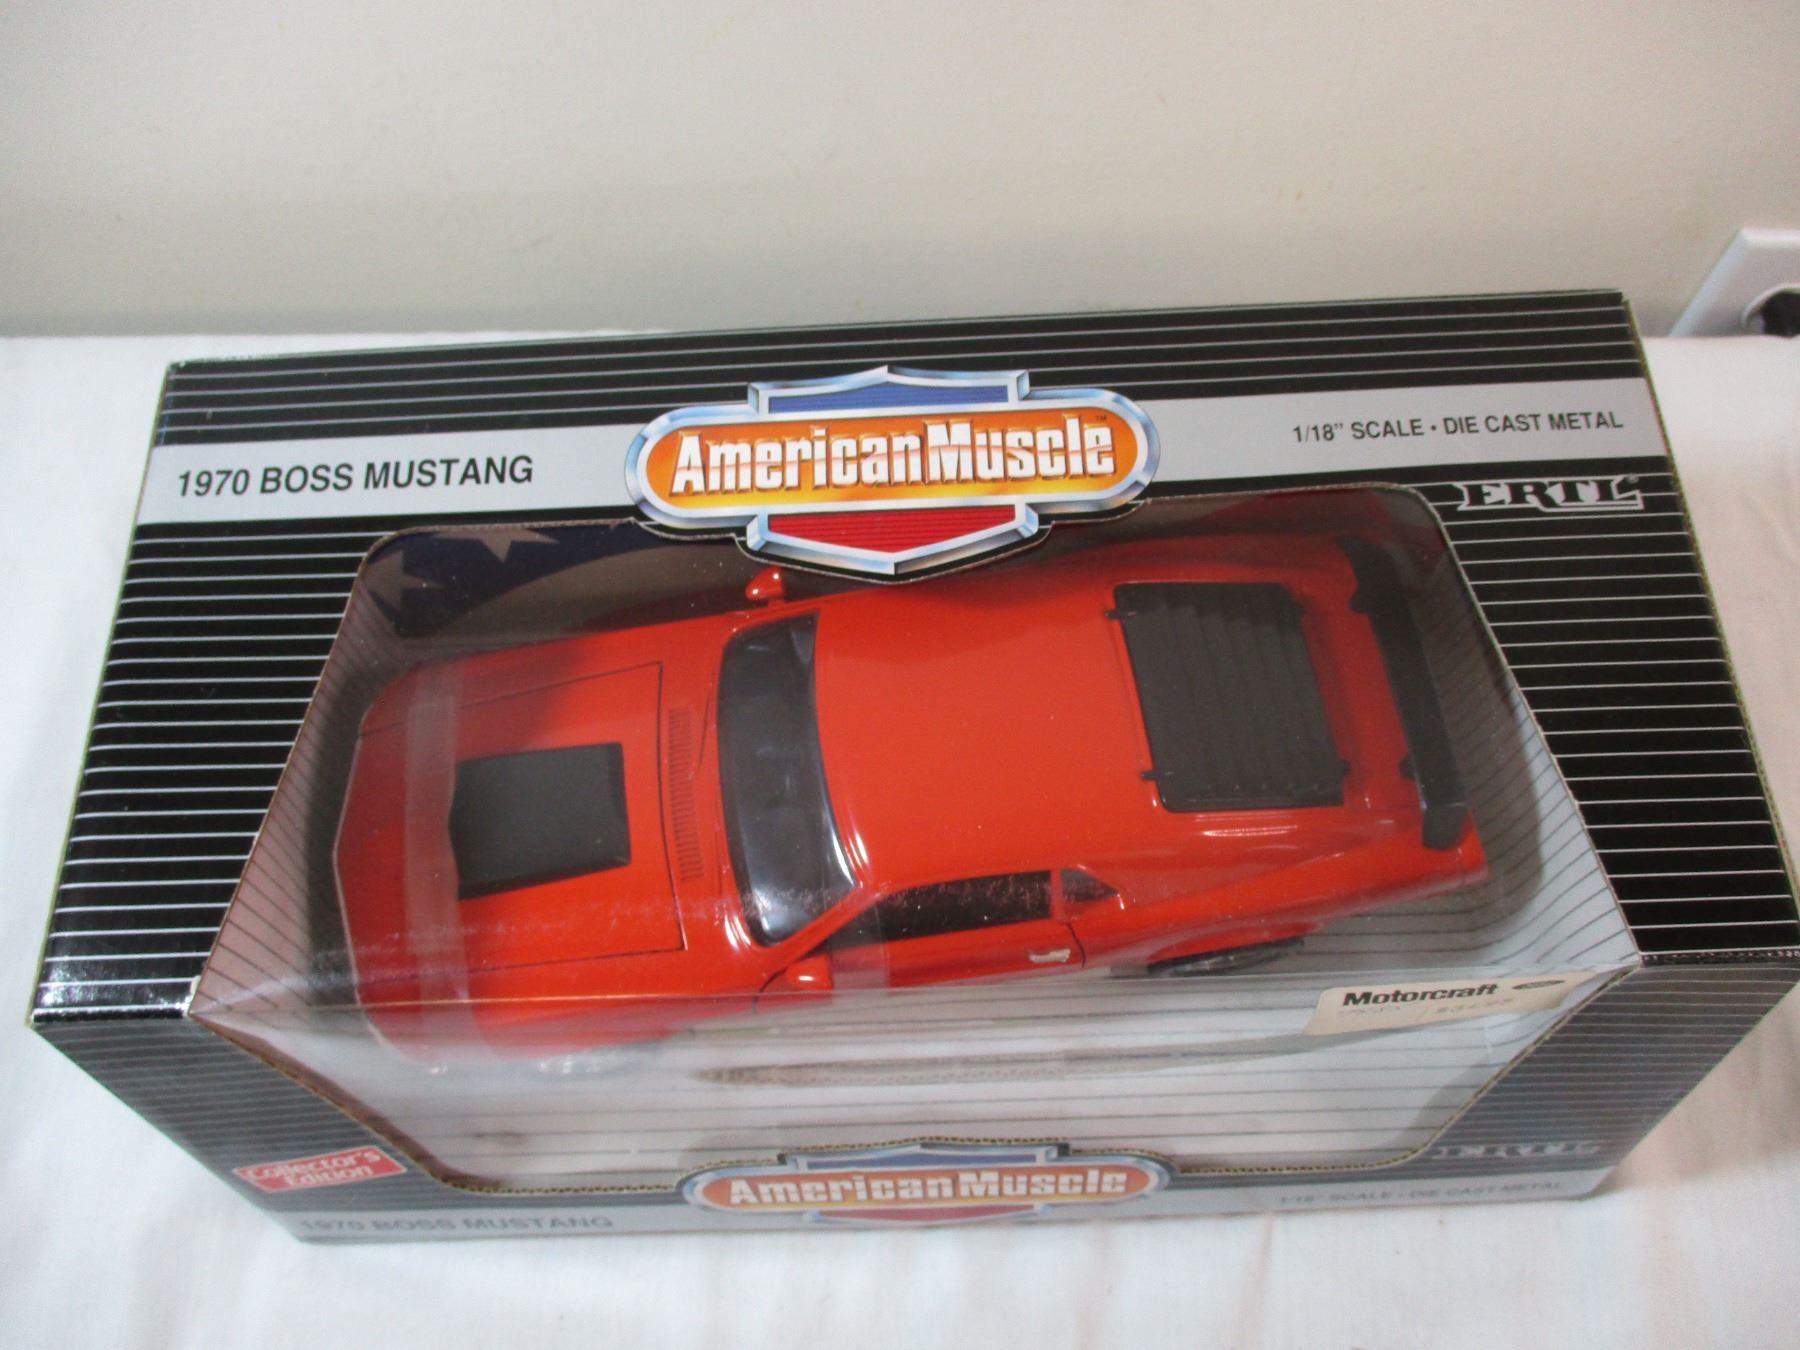 AmericanMuscle™
1970 BOSS MUSTANG
1/18" SCALE • DIE CAST METAL
ERTL®
Motorcraft
Collector's
Edition
AmericanMuscle
ERTL
1970 BOSS MUSTANG
1/18" SCALE • DIE CAST METAL